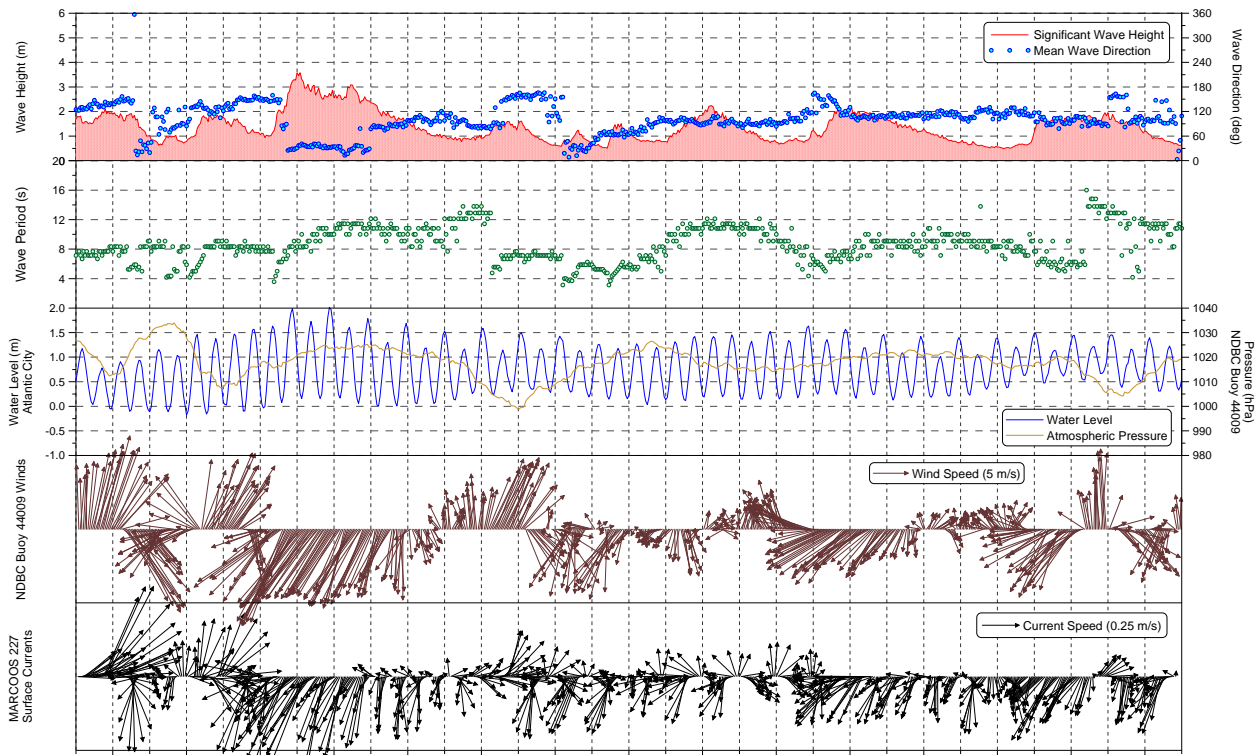 6
5
4
3
2
1
0
Wave Height (m)
360
300
240
180
120
60
0
Wave Direction (deg)
Significant Wave Height
Mean Wave Direction
20
16
12
8
4
Wave Period (s)
2.0
1.5
1.0
0.5
0.0
-0.5
-1.0
Water Level (m)
Atlantic City
1040
1030
1020
1010
1000
990
980
Pressure (hPa)
NDBC Buoy 44009
Water Level
Atmospheric Pressure
NDBC Buoy 44009 Winds
Wind Speed (5 m/s)
MARCOOS 227
Surface Currents
Current Speed (0.25 m/s)